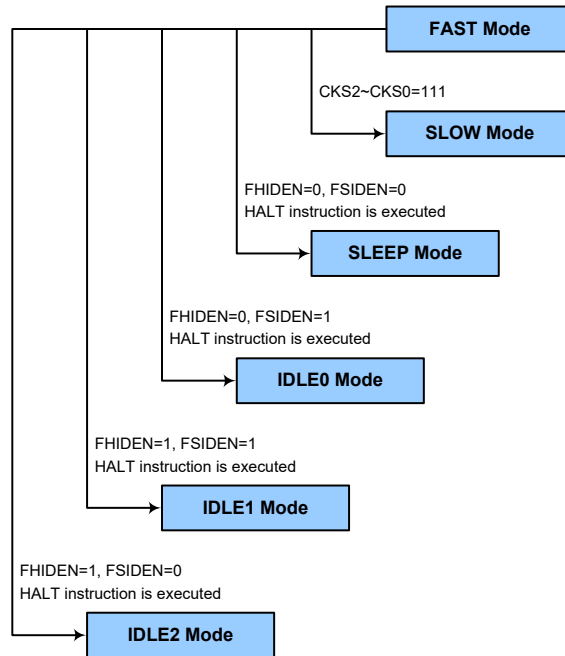 FAST Mode
CKS2~CKS0=111
SLOW Mode
FHIDEN=0, FSIDEN=0
HALT instruction is executed
SLEEP Mode
FHIDEN=0, FSIDEN=1
HALT instruction is executed
IDLE0 Mode
FHIDEN=1, FSIDEN=1
HALT instruction is executed
IDLE1 Mode
FHIDEN=1, FSIDEN=0
HALT instruction is executed
IDLE2 Mode